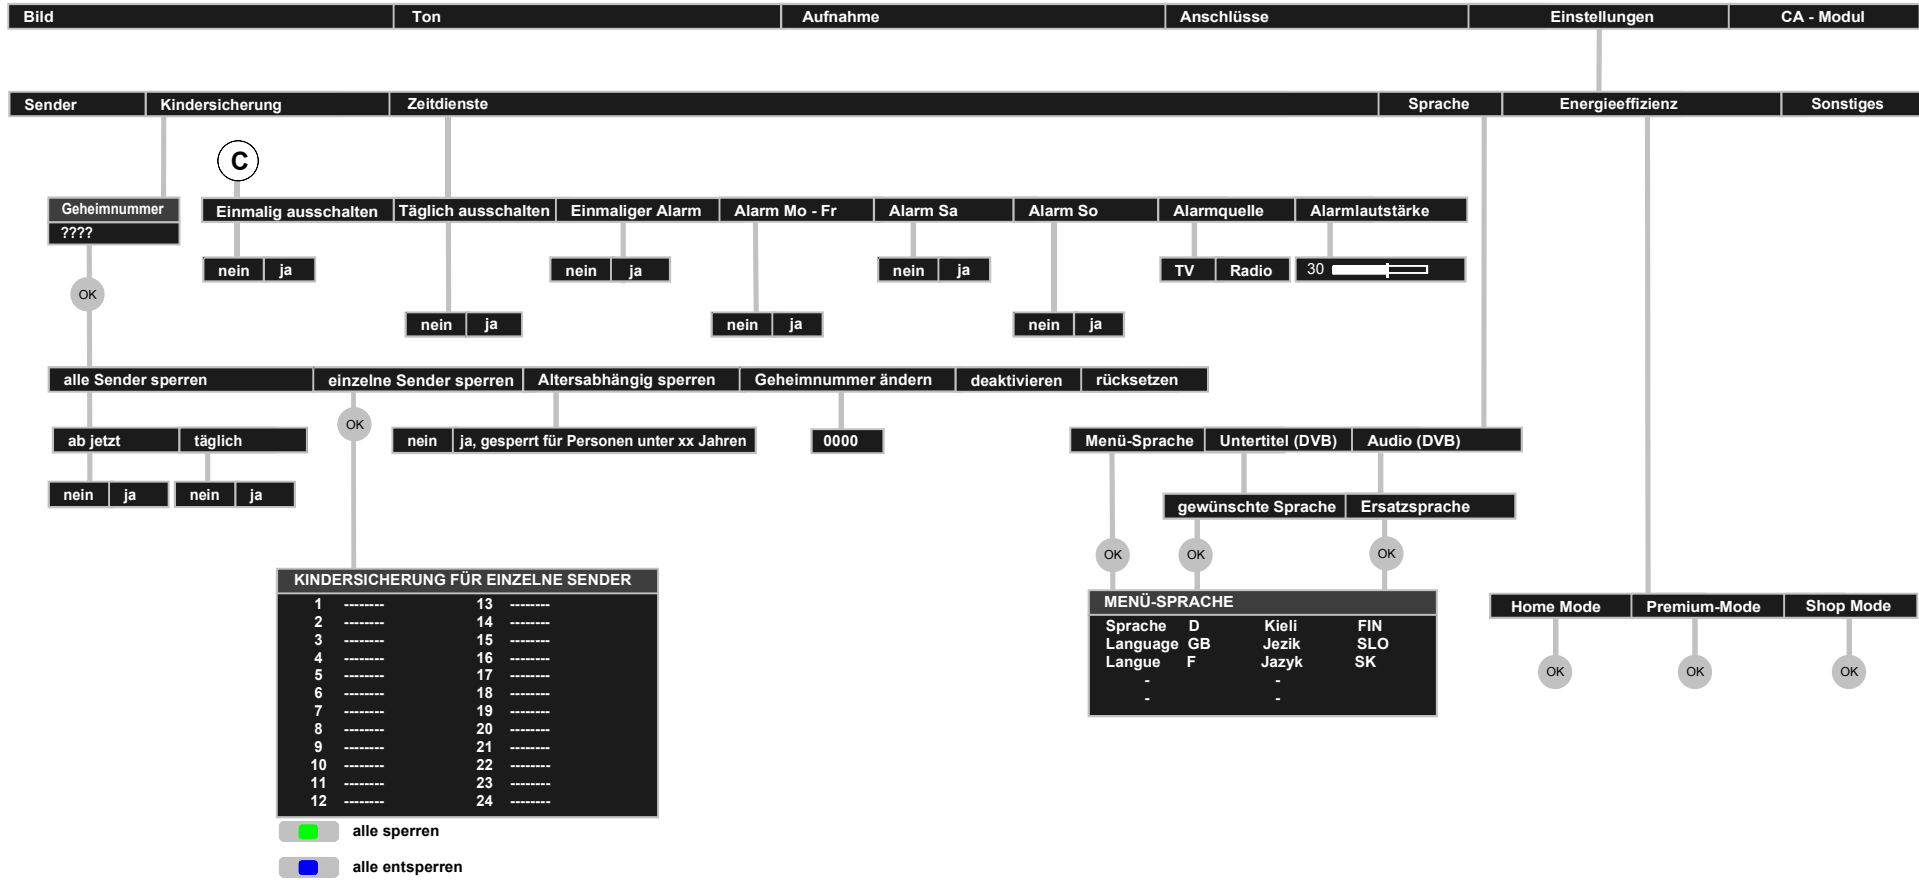 Bild Ton Aufnahme Anschlüsse Einstellungen CA - Modul
Sender Kindersicherung Zeitdienste Sprache Energieeffizienz Sonstiges
C
Geheimnummer Einmalig ausschalten Täglich ausschalten Einmaliger Alarm Alarm Mo - Fr Alarm Sa Alarm So Alarmquelle Alarmlautstärke
????
nein ja nein ja nein ja TV Radio 30
OK
nein ja nein ja nein ja
alle Sender sperren einzelne Sender sperren Altersabhängig sperren Geheimnummer ändern deaktivieren rücksetzen
OK
ab jetzt täglich nein ja, gesperrt für Personen unter xx Jahren 0000 Menü-Sprache Untertitel (DVB) Audio (DVB)
nein ja nein ja
gewünschte Sprache Ersatzsprache
OK OK OK
KINDERSICHERUNG FÜR EINZELNE SENDER
1 -------- 13 --------
2 -------- 14 --------
3 -------- 15 --------
4 -------- 16 --------
5 -------- 17 --------
6 -------- 18 --------
7 -------- 19 --------
8 -------- 20 --------
9 -------- 21 --------
10 -------- 22 --------
11 -------- 23 --------
12 -------- 24 --------
alle sperren
alle entsperren
MENÜ-SPRACHE
Sprache D Kieli FIN
Language GB Jezik SLO
Langue F Jazyk SK
- -
- -
Home Mode Premium-Mode Shop Mode
OK OK OK